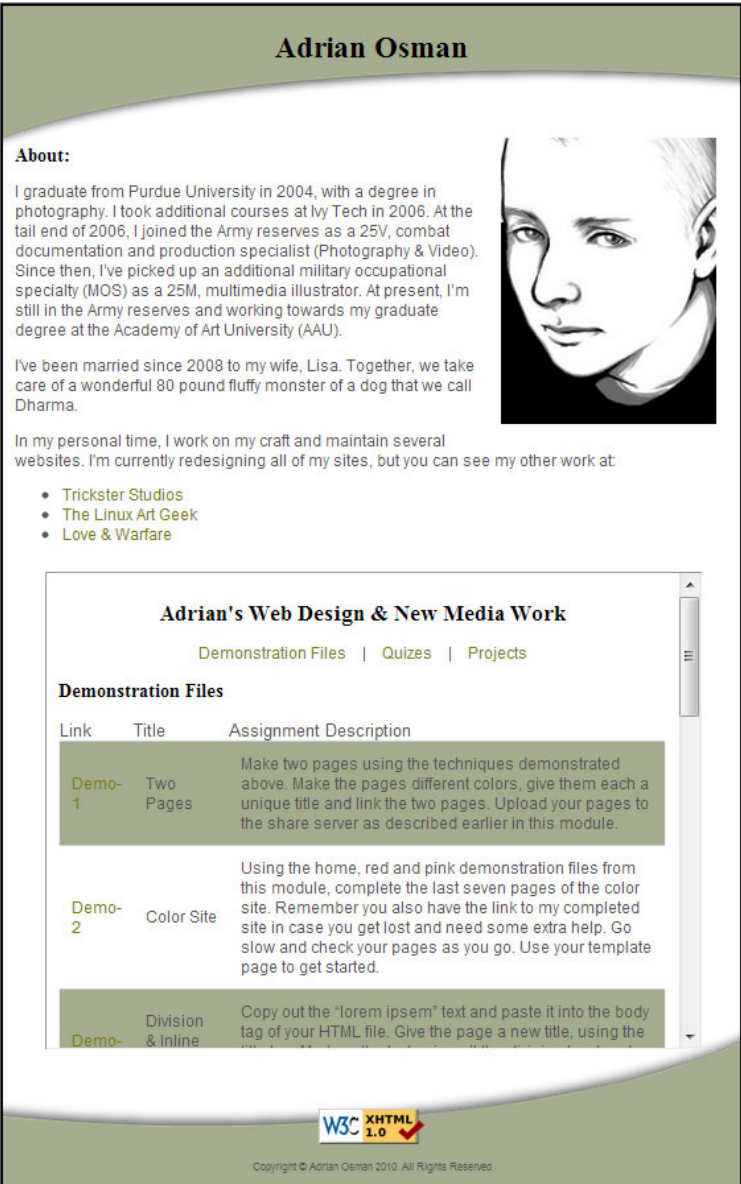 Adrian Osman
About:
I graduate from Purdue University in 2004, with a degree in
photography. I took additional courses at Ivy Tech in 2006. At the
tail end of 2006, I joined the Army reserves as a 25V, combat
documentation and production specialist (Photography & Video).
Since then, I've picked up an additional military occupational
specialty (MOS) as a 25M, multimedia illustrator. At present, I'm
still in the Army reserves and working towards my graduate
degree at the Academy of Art University (AAU).
I've been married since 2008 to my wife, Lisa. Together, we take
care of a wonderful 80 pound fluffy monster of a dog that we call
Dharma.
In my personal time, I work on my craft and maintain several
websites. I'm currently redesigning all of my sites, but you can see my other work at:
• Trickster Studios
• The Linux Art Geek
• Love & Warfare
Adrian's Web Design & New Media Work
Demonstration Files | Quizes | Projects
Demonstration Files
Link Title Assignment Description
Demo-
1
Two
Pages
Make two pages using the techniques demonstrated
above. Make the pages different colors, give them each a
unique title and link the two pages. Upload your pages to
the share server as described earlier in this module.
Demo-
2
Color Site
Using the home, red and pink demonstration files from
this module, complete the last seven pages of the color
site. Remember you also have the link to my completed
site in case you get lost and need some extra help. Go
slow and check your pages as you go. Use your template
page to get started.
Demo-
Division
& Inline
Copy out the “lorem ipsem” text and paste it into the body
tag of your HTML file. Give the page a new title, using the
W3C XHTML
1.0
Copyright © Adrian Osman 2010. All Rights Reserved